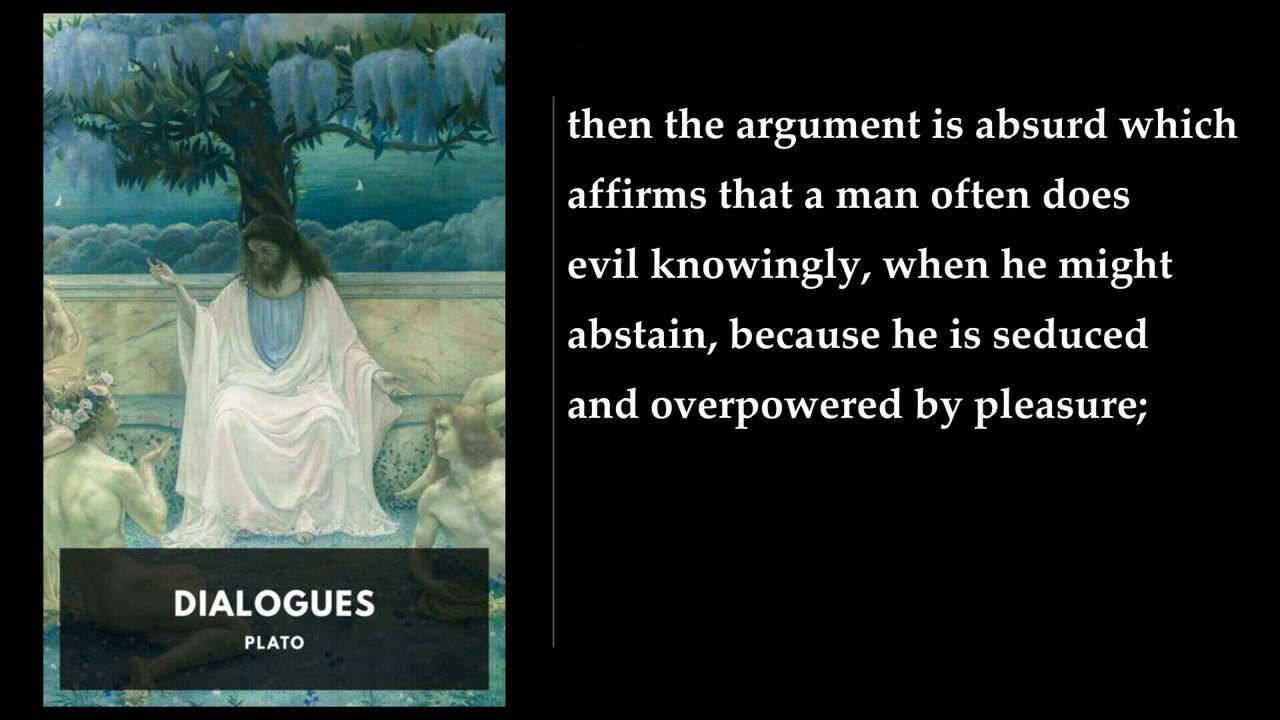 then the argument is absurd which
affirms that a man often does
evil knowingly, when he might
abstain, because he is seduced
and overpowered by pleasure;
DIALOGUES
PLATO